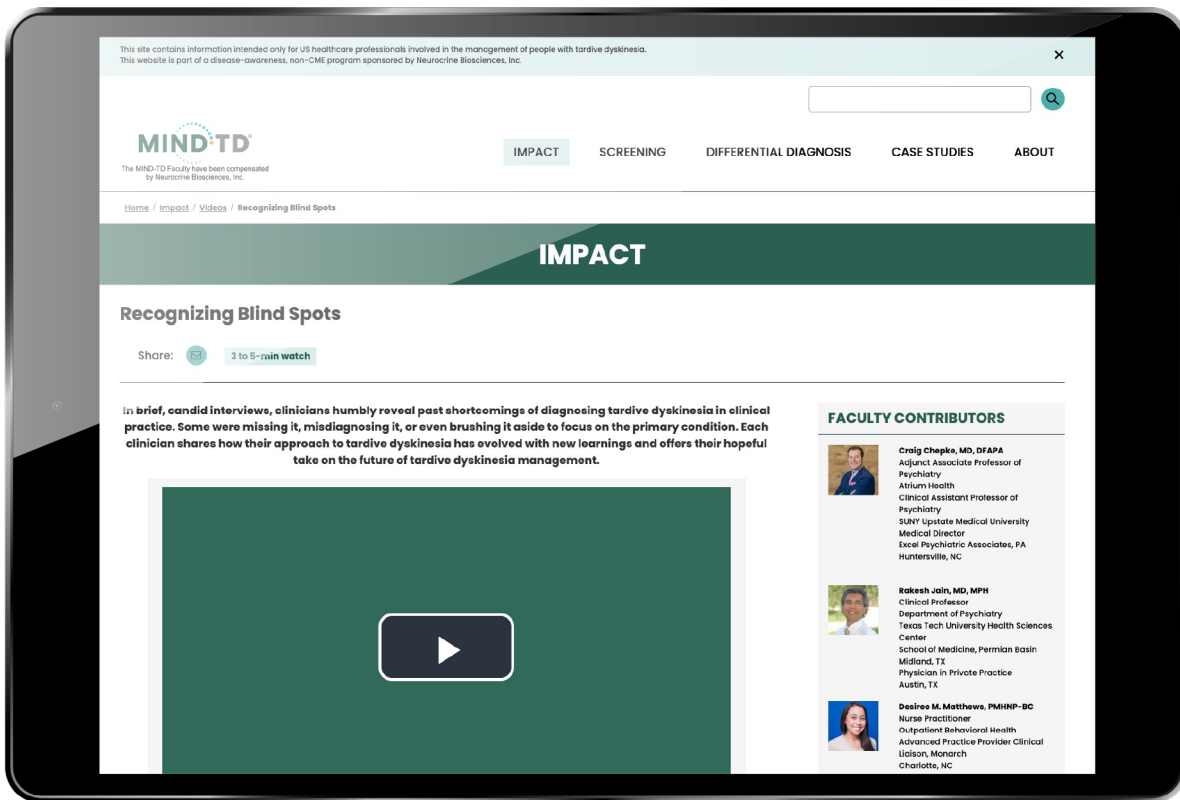 This site contains information intended only for US healthcare professionals involved in the management of people with tardive dyskinesia.
This website is part of a disease-awareness, non-CME program sponsored by Neurocrine Biosciences, Inc.
MIND-TD®
The MIND-TD Faculty have been compensated
by Neurocrine Biosciences, Inc.
IMPACT
SCREENING
DIFFERENTIAL DIAGNOSIS
CASE STUDIES
ABOUT
Home / Impact / Videos / Recognizing Blind Spots
IMPACT
Recognizing Blind Spots
Share:
3 to 5-min watch
In brief, candid interviews, clinicians humbly reveal past shortcomings of diagnosing tardive dyskinesia in clinical
practice. Some were missing it, misdiagnosing it, or even brushing it aside to focus on the primary condition. Each
clinician shares how their approach to tardive dyskinesia has evolved with new learnings and offers their hopeful
take on the future of tardive dyskinesia management.
FACULTY CONTRIBUTORS
Craig Chepke, MD, DFAPA
Adjunct Associate Professor of
Psychiatry
Atrium Health
Clinical Assistant Professor of
Psychiatry
SUNY Upstate Medical University
Medical Director
Excel Psychiatric Associates, PA
Huntersville, NC
Rakesh Jain, MD, MPH
Clinical Professor
Department of Psychiatry
Texas Tech University Health Sciences
Center
School of Medicine, Permian Basin
Midland, TX
Physician in Private Practice
Austin, TX
Desiree M. Matthews, PMHNP-BC
Nurse Practitioner
Outpatient Behavioral Health
Advanced Practice Provider Clinical
Liaison, Monarch
Charlotte, NC